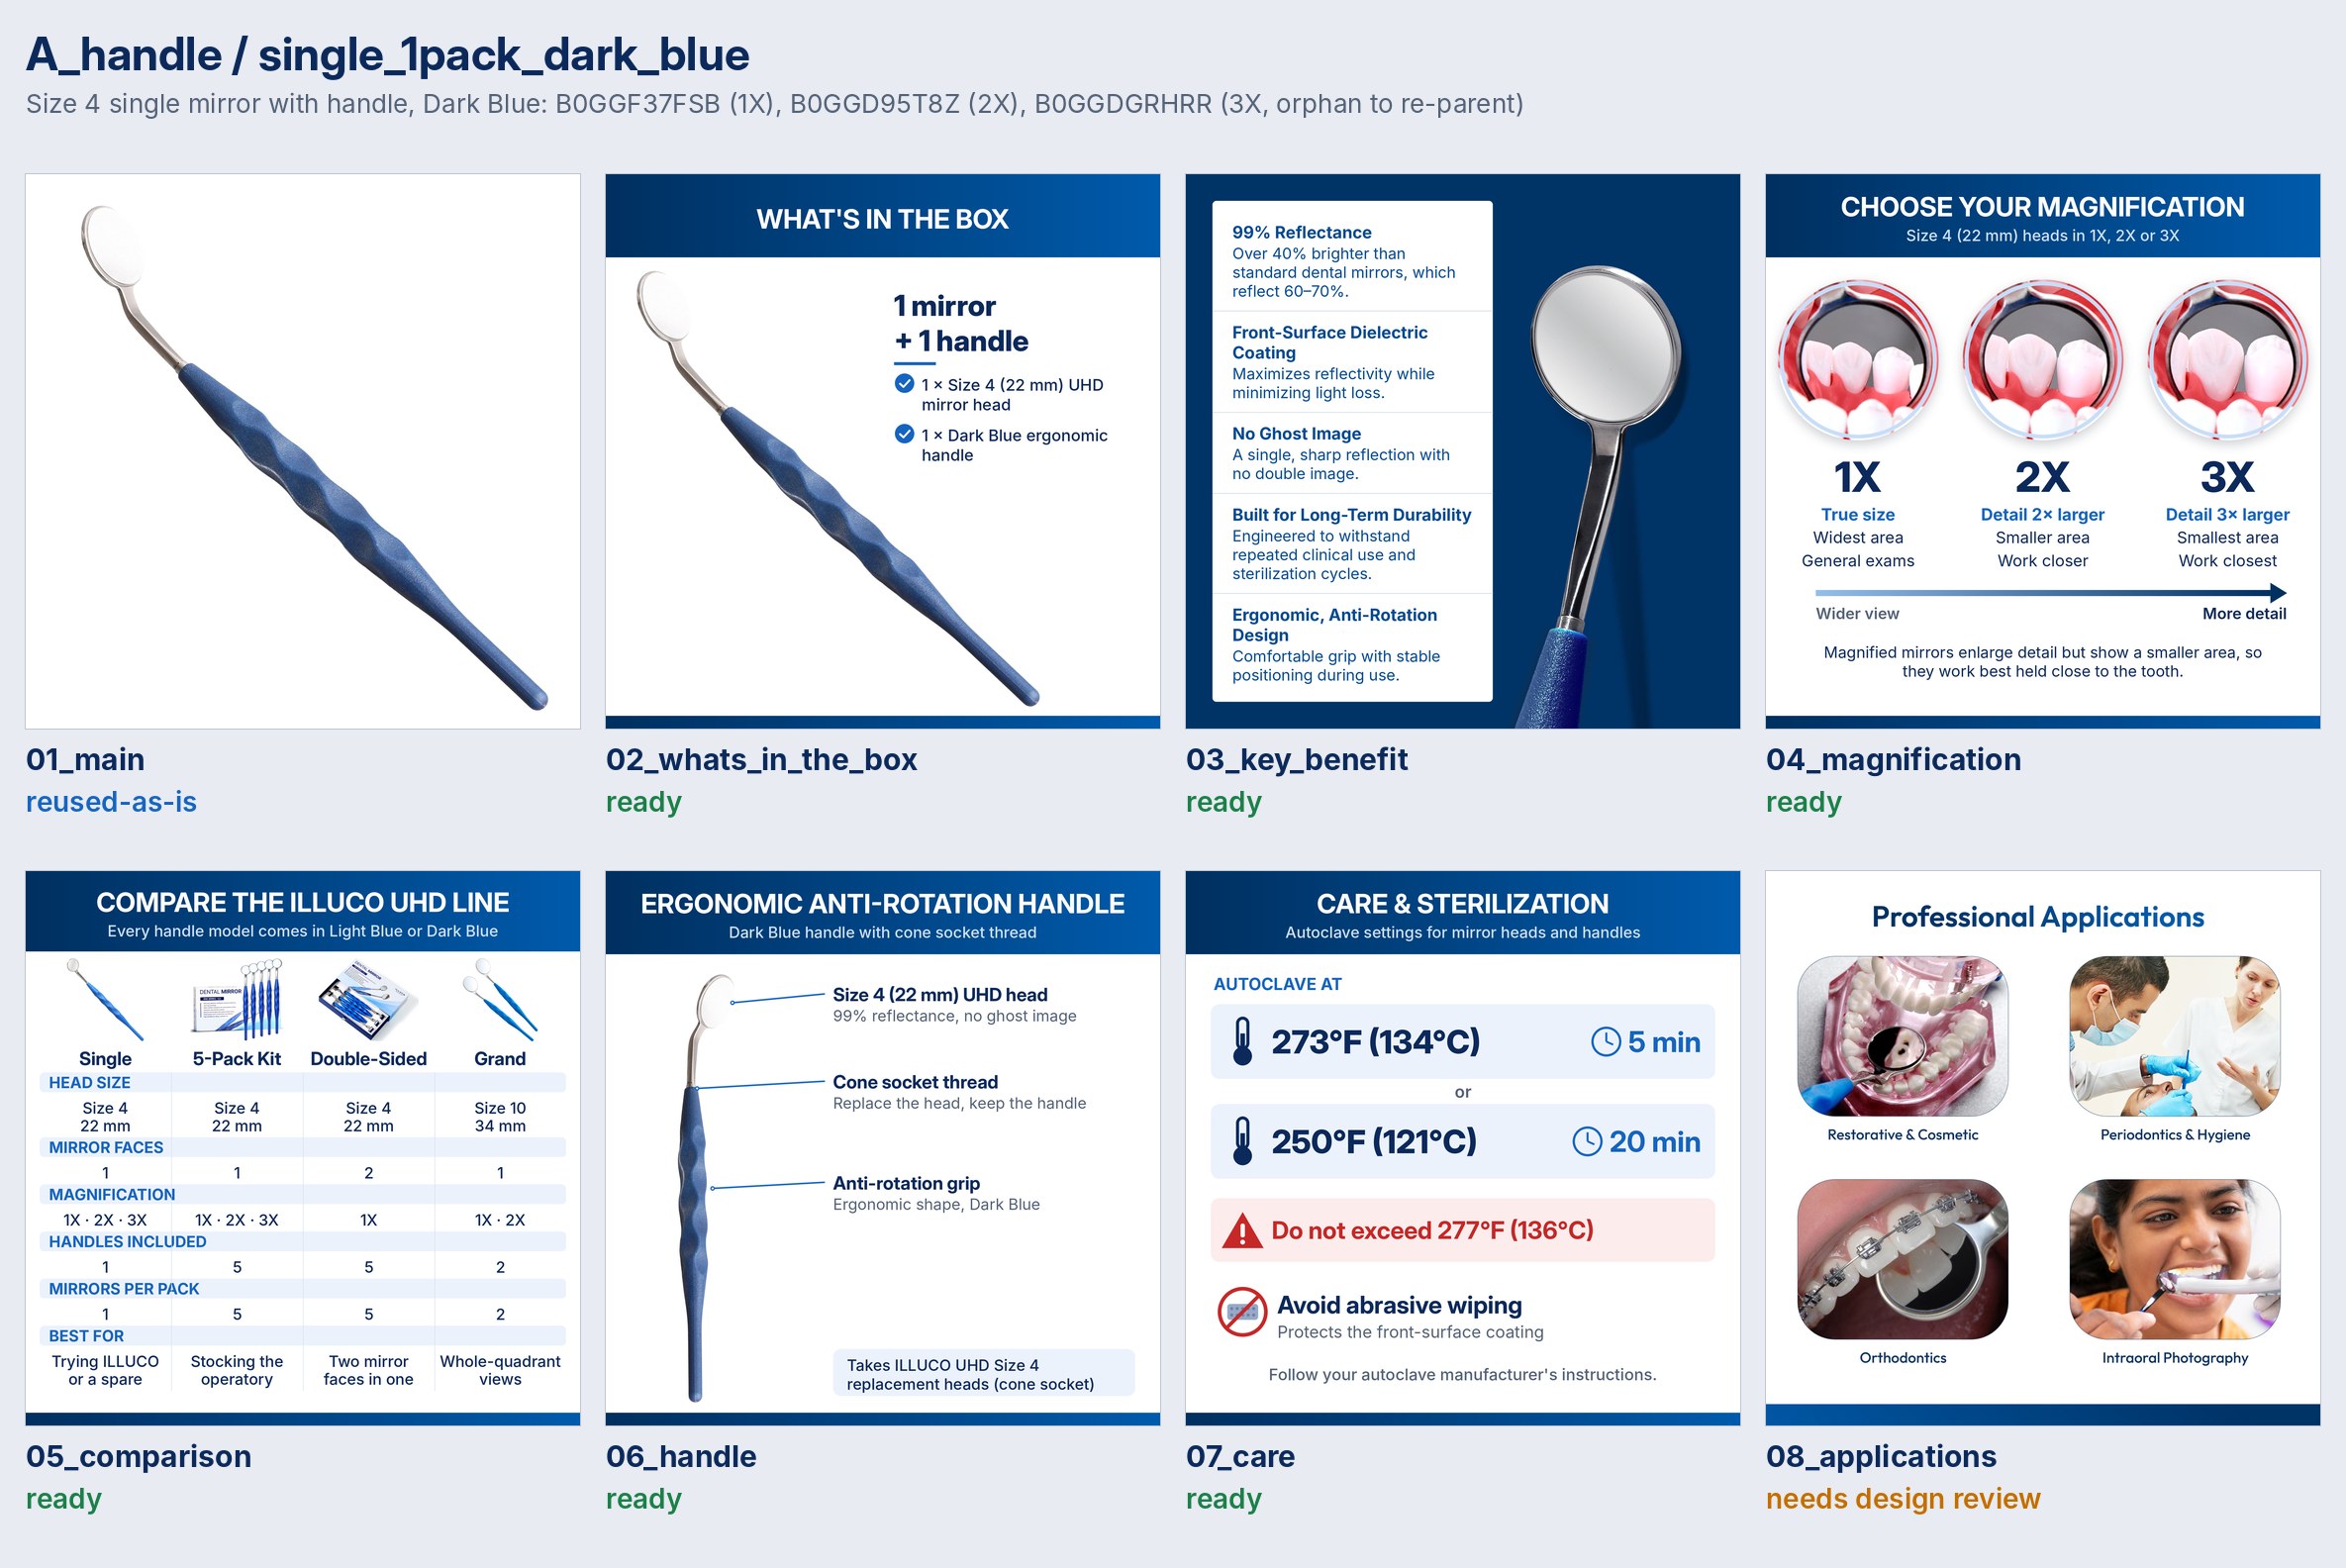 A_handle / single_1pack_dark_blue
Size 4 single mirror with handle, Dark Blue: B0GGF37FSB (1X), B0GGD95T8Z (2X), B0GGDGRHRR (3X, orphan to re-parent)
01_main
reused-as-is
WHAT'S IN THE BOX
1 mirror
+ 1 handle
1 × Size 4 (22 mm) UHD
mirror head
1 × Dark Blue ergonomic
handle
02_whats_in_the_box
ready
99% Reflectance
Over 40% brighter than
standard dental mirrors, which
reflect 60–70%.
Front-Surface Dielectric
Coating
Maximizes reflectivity while
minimizing light loss.
No Ghost Image
A single, sharp reflection with
no double image.
Built for Long-Term Durability
Engineered to withstand
repeated clinical use and
sterilization cycles.
Ergonomic, Anti-Rotation
Design
Comfortable grip with stable
positioning during use.
03_key_benefit
ready
CHOOSE YOUR MAGNIFICATION
Size 4 (22 mm) heads in 1X, 2X or 3X
1X 2X 3X
True size Detail 2× larger Detail 3× larger
Widest area Smaller area Smallest area
General exams Work closer Work closest
Wider view More detail
Magnified mirrors enlarge detail but show a smaller area, so
they work best held close to the tooth.
04_magnification
ready
COMPARE THE ILLUCO UHD LINE
Every handle model comes in Light Blue or Dark Blue
DENTAL MIRROR
Single 5-Pack Kit Double-Sided Grand
HEAD SIZE
Size 4 Size 4 Size 4 Size 10
22 mm 22 mm 22 mm 34 mm
MIRROR FACES
1 1 2 1
MAGNIFICATION
1X · 2X · 3X 1X · 2X · 3X 1X 1X · 2X
HANDLES INCLUDED
1 5 5 2
MIRRORS PER PACK
1 5 5 2
BEST FOR
Trying ILLUCO Stocking the Two mirror Whole-quadrant
or a spare operatory faces in one views
05_comparison
ready
ERGONOMIC ANTI-ROTATION HANDLE
Dark Blue handle with cone socket thread
Size 4 (22 mm) UHD head
99% reflectance, no ghost image
Cone socket thread
Replace the head, keep the handle
Anti-rotation grip
Ergonomic shape, Dark Blue
Takes ILLUCO UHD Size 4
replacement heads (cone socket)
06_handle
ready
CARE & STERILIZATION
Autoclave settings for mirror heads and handles
AUTOCLAVE AT
273°F (134°C) 5 min
or
250°F (121°C) 20 min
Do not exceed 277°F (136°C)
Avoid abrasive wiping
Protects the front-surface coating
Follow your autoclave manufacturer's instructions.
07_care
ready
Professional Applications
Restorative & Cosmetic Periodontics & Hygiene
Orthodontics Intraoral Photography
08_applications
needs design review